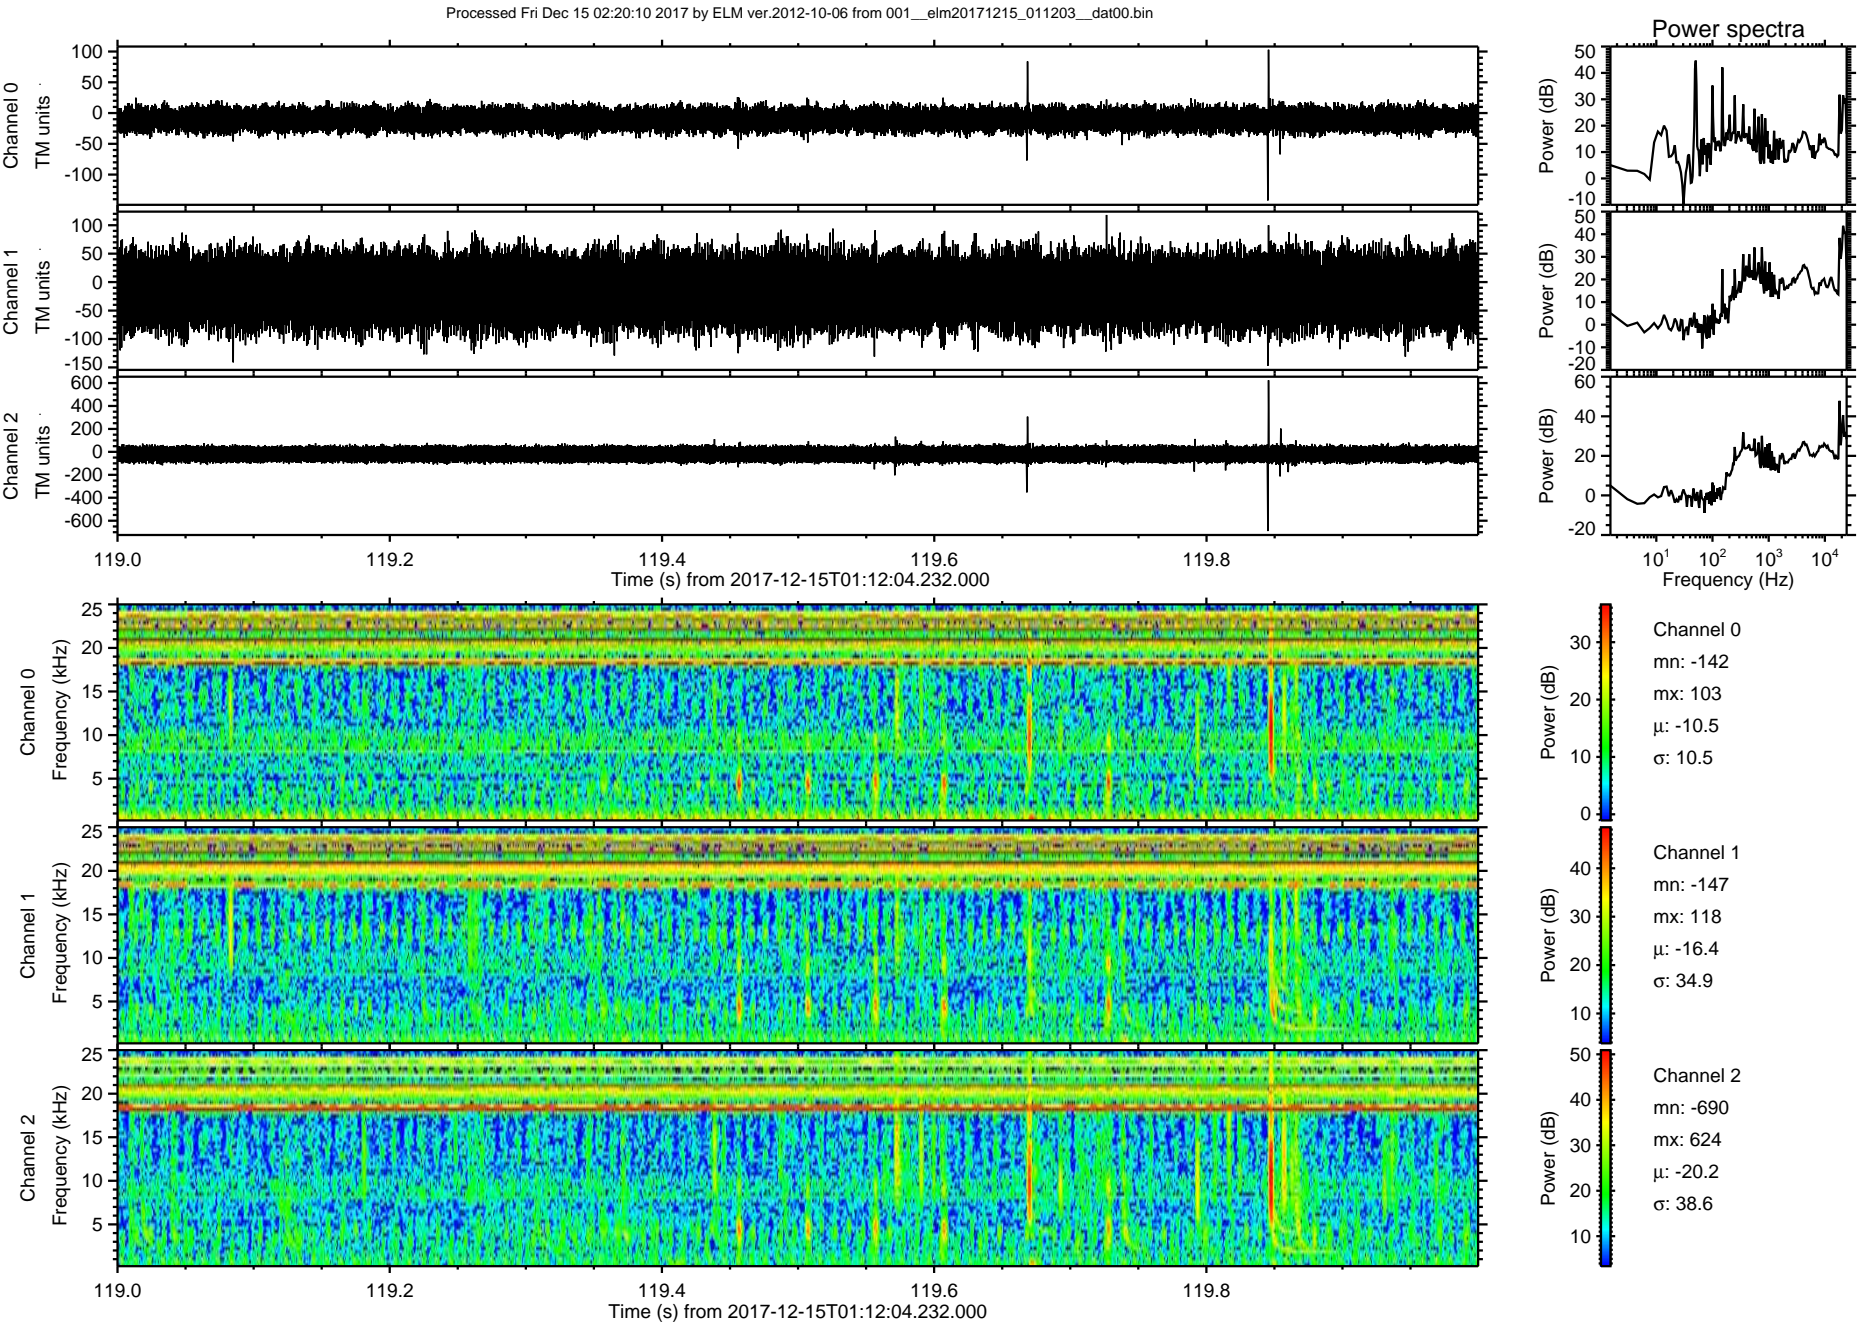 Processed Fri Dec 15 02:20:10 2017 by ELM ver.2012-10-06 from 001__elm20171215_011203__dat00.bin
Power spectra
Channel 0
TM units
100
50
0
-50
-100
Power (dB)
50
40
30
20
10
0
-10
Channel 1
TM units
100
50
0
-50
-100
-150
Power (dB)
50
40
30
20
10
0
-10
-20
Channel 2
TM units
600
400
200
0
-200
-400
-600
Power (dB)
60
40
20
0
-20
119.0 119.2 119.4 119.6 119.8
Time (s) from 2017-12-15T01:12:04.232.000
10¹ 10² 10³ 10⁴
Frequency (Hz)
Channel 0
Frequency (kHz)
25
20
15
10
5
Power (dB)
30
20
10
0
Channel 0
mn: -142
mx: 103
μ: -10.5
σ: 10.5
Channel 1
Frequency (kHz)
25
20
15
10
5
Power (dB)
40
30
20
10
Channel 1
mn: -147
mx: 118
μ: -16.4
σ: 34.9
Channel 2
Frequency (kHz)
25
20
15
10
5
Power (dB)
50
40
30
20
10
Channel 2
mn: -690
mx: 624
μ: -20.2
σ: 38.6
119.0 119.2 119.4 119.6 119.8
Time (s) from 2017-12-15T01:12:04.232.000